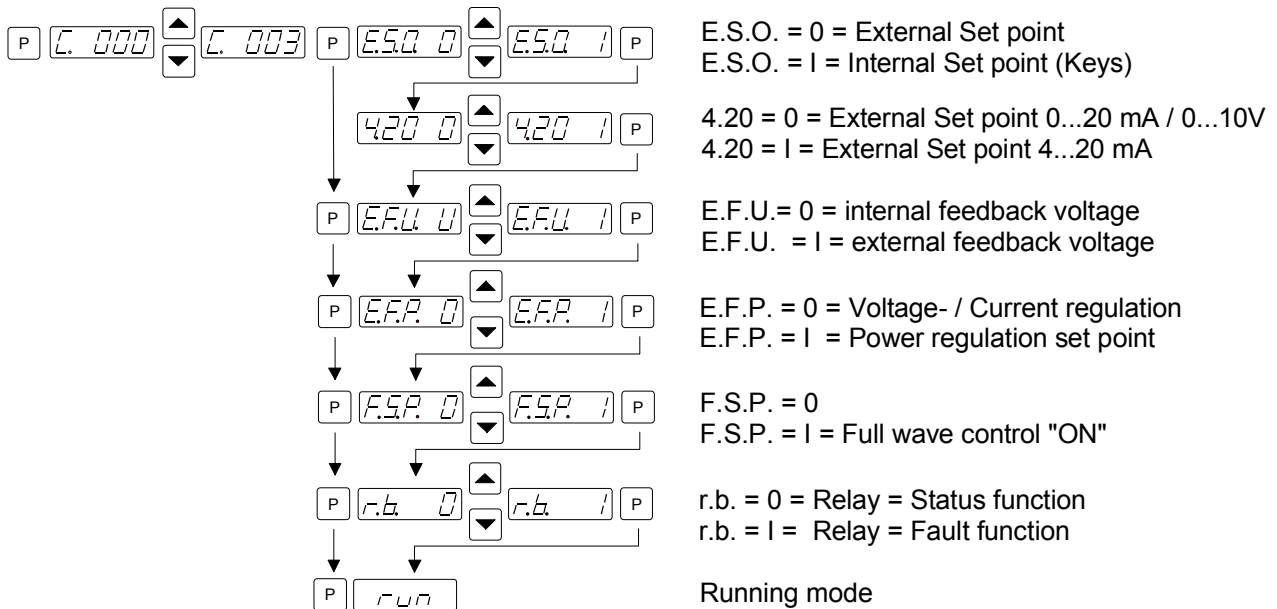 P C. 000 C. 003 P E.S.O. 0 E.S.O. 1 P
E.S.O. = 0 = External Set point
E.S.O. = I = Internal Set point (Keys)
4.20 0 4.20 1 P
4.20 = 0 = External Set point 0...20 mA / 0...10V
4.20 = I = External Set point 4...20 mA
P E.F.U. U E.F.U. 1 P
E.F.U.= 0 = internal feedback voltage
E.F.U. = I = external feedback voltage
P E.F.P. 0 E.F.P. 1 P
E.F.P. = 0 = Voltage- / Current regulation
E.F.P. = I = Power regulation set point
P F.S.P. 0 F.S.P. 1 P
F.S.P. = 0
F.S.P. = I = Full wave control "ON"
P r.b. 0 r.b. 1 P
r.b. = 0 = Relay = Status function
r.b. = I = Relay = Fault function
P run
Running mode